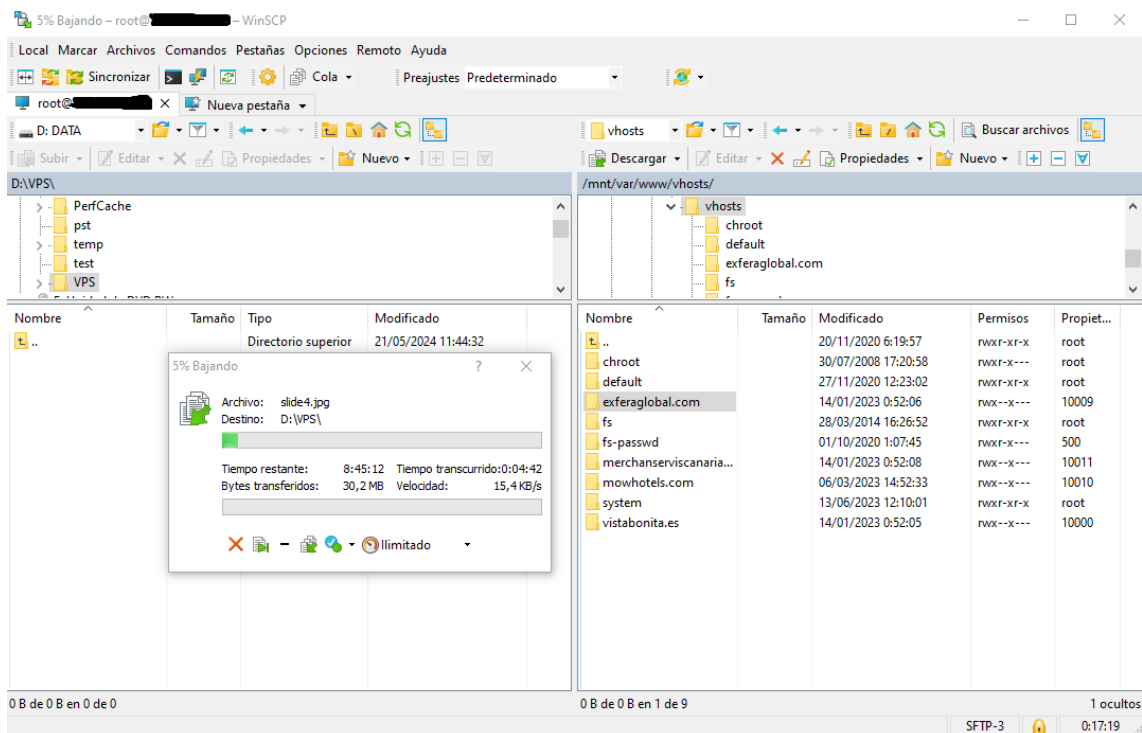 5% Bajando – root@ – WinSCP
Local Marcar Archivos Comandos Pestañas Opciones Remoto Ayuda
Sincronizar Cola Preajustes Predeterminado
root@ Nueva pestaña
D: DATA vhosts Buscar archivos
Subir Editar Propiedades Nuevo Descargar Editar Propiedades Nuevo
D:\VPS\ /mnt/var/www/vhosts/
PerfCache vhosts
pst chroot
temp default
test exferaglobal.com
VPS fs
Nombre Tamaño Tipo Modificado Nombre Tamaño Modificado Permisos Propiet...
.. Directorio superior 21/05/2024 11:44:32 .. 20/11/2020 6:19:57 rwxr-xr-x root
chroot 30/07/2008 17:20:58 rwxr-x--- root
default 27/11/2020 12:23:02 rwxr-xr-x root
exferaglobal.com 14/01/2023 0:52:06 rwx--x--- 10009
fs 28/03/2014 16:26:52 rwxr-xr-x root
fs-passwd 01/10/2020 1:07:45 rwxr-x--- 500
merchanserviscanaria... 14/01/2023 0:52:08 rwx--x--- 10011
mowhotels.com 06/03/2023 14:52:33 rwx--x--- 10010
system 13/06/2023 12:10:01 rwxr-xr-x root
vistabonita.es 14/01/2023 0:52:05 rwx--x--- 10000
5% Bajando ?
Archivo: slide4.jpg
Destino: D:\VPS\
Tiempo restante: 8:45:12 Tiempo transcurrido:0:04:42
Bytes transferidos: 30,2 MB Velocidad: 15,4 KB/s
Ilimitado
0 B de 0 B en 0 de 0 0 B de 0 B en 1 de 9 1 ocultos
SFTP-3 0:17:19